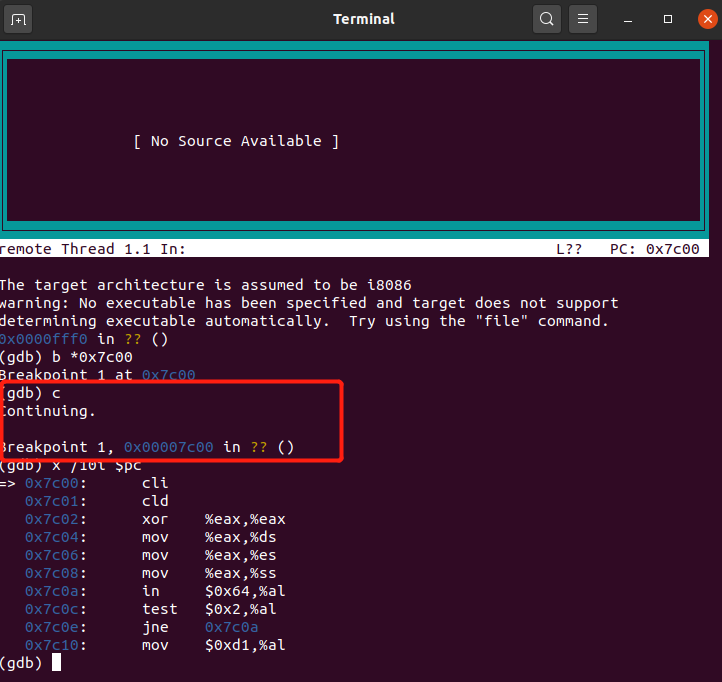 Terminal
[ No Source Available ]
remote Thread 1.1 In: L?? PC: 0x7c00
The target architecture is assumed to be i8086
warning: No executable has been specified and target does not support
determining executable automatically. Try using the "file" command.
0x0000fff0 in ?? ()
(gdb) b *0x7c00
Breakpoint 1 at 0x7c00
(gdb) c
Continuing.
Breakpoint 1, 0x00007c00 in ?? ()
(gdb) x /10i $pc
=> 0x7c00: cli
0x7c01: cld
0x7c02: xor %eax,%eax
0x7c04: mov %eax,%ds
0x7c06: mov %eax,%es
0x7c08: mov %eax,%ss
0x7c0a: in $0x64,%al
0x7c0c: test $0x2,%al
0x7c0e: jne 0x7c0a
0x7c10: mov $0xd1,%al
(gdb)